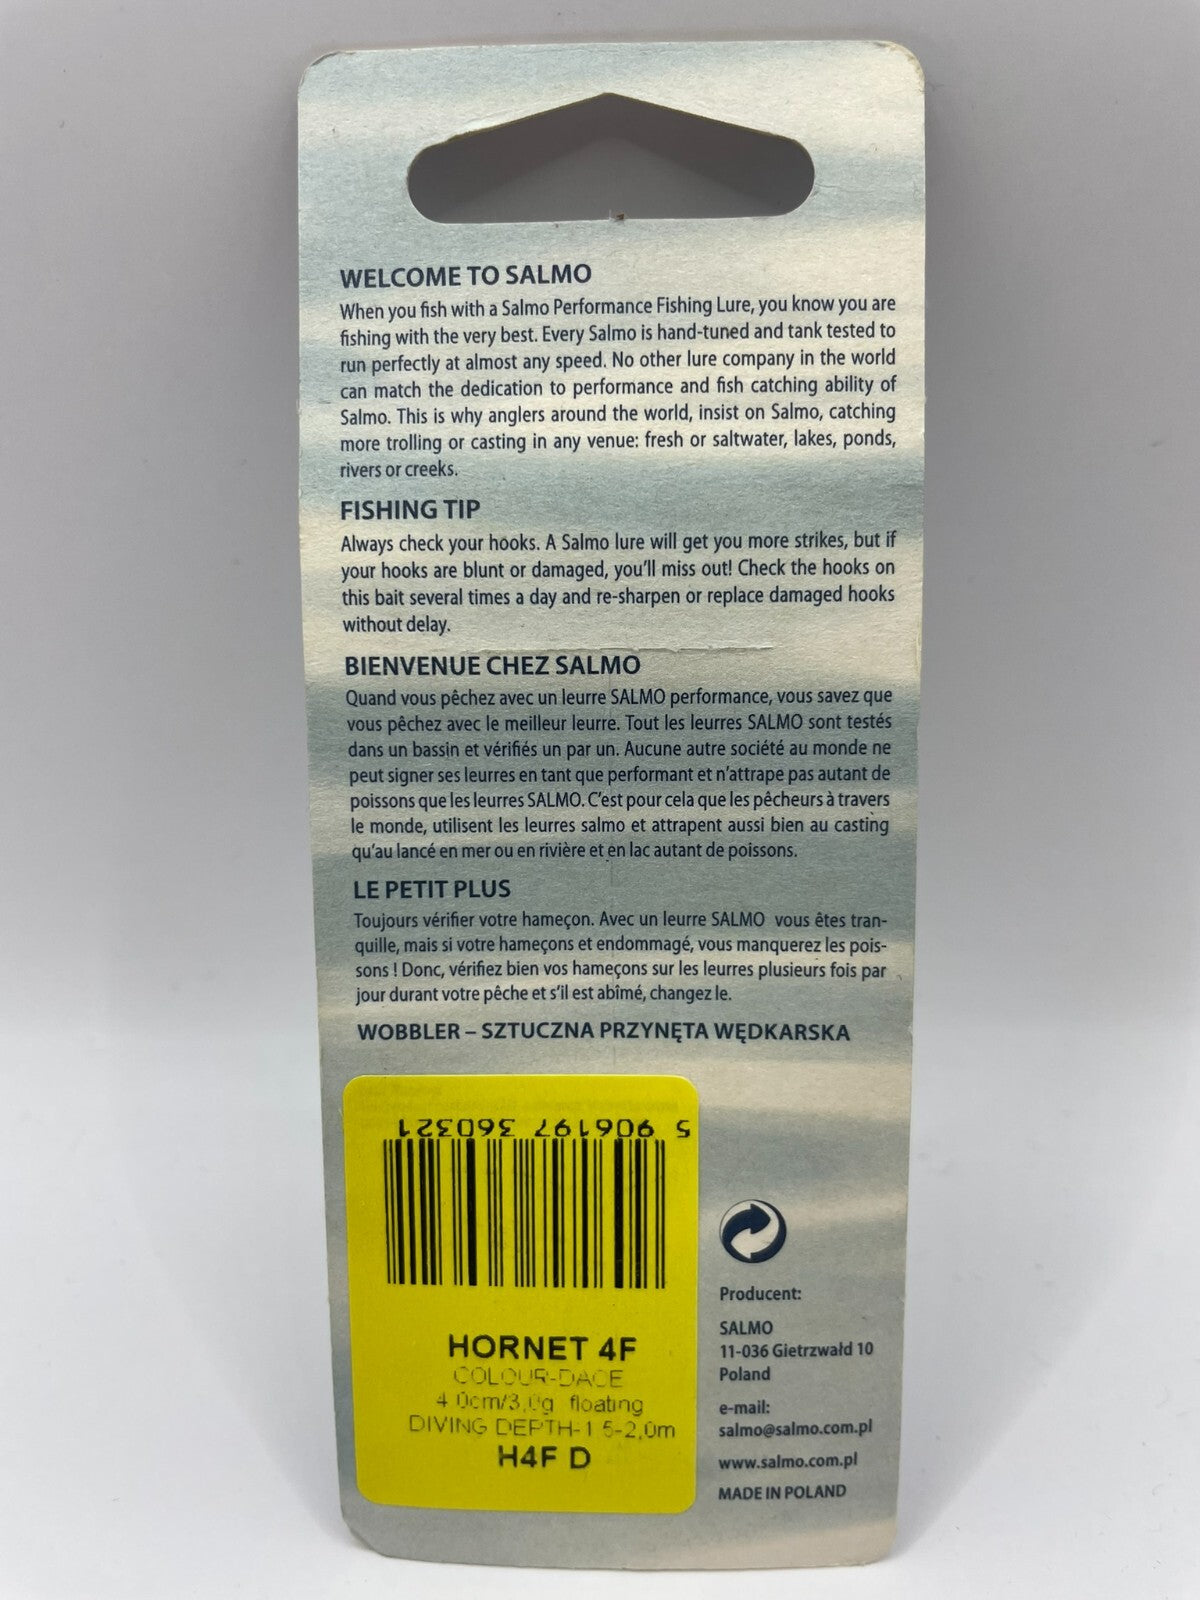 WELCOME TO SALMO
When you fish with a Salmo Performance Fishing Lure, you know you are
fishing with the very best. Every Salmo is hand-tuned and tank tested to
run perfectly at almost any speed. No other lure company in the world
can match the dedication to performance and fish catching ability of
Salmo. This is why anglers around the world, insist on Salmo, catching
more trolling or casting in any venue: fresh or saltwater, lakes, ponds,
rivers or creeks.
FISHING TIP
Always check your hooks. A Salmo lure will get you more strikes, but if
your hooks are blunt or damaged, you'll miss out! Check the hooks on
this bait several times a day and re-sharpen or replace damaged hooks
without delay.
BIENVENUE CHEZ SALMO
Quand vous pêchez avec un leurre SALMO performance, vous savez que
vous pêchez avec le meilleur leurre. Tout les leurres SALMO sont testés
dans un bassin et vérifiés un par un. Aucune autre société au monde ne
peut signer ses leurres en tant que performant et n'attrape pas autant de
poissons que les leurres SALMO. C'est pour cela que les pêcheurs à travers
le monde, utilisent les leurres salmo et attrapent aussi bien au casting
qu'au lancé en mer ou en rivière et en lac autant de poissons.
LE PETIT PLUS
Toujours vérifier votre hameçon. Avec un leurre SALMO vous êtes tran-
quille, mais si votre hameçons et endommagé, vous manquerez les pois-
sons ! Donc, vérifiez bien vos hameçons sur les leurres plusieurs fois par
jour durant votre pêche et s'il est abîmé, changez le.
WOBBLER – SZTUCZNA PRZYNĘTA WĘDKARSKA
5 906197 360321
HORNET 4F
COLOUR-DACE
4.0cm/3,0g floating
DIVING DEPTH-1.5-2,0m
H4F D
Producent:
SALMO
11-036 Gietrzwałd 10
Poland
e-mail:
salmo@salmo.com.pl
www.salmo.com.pl
MADE IN POLAND